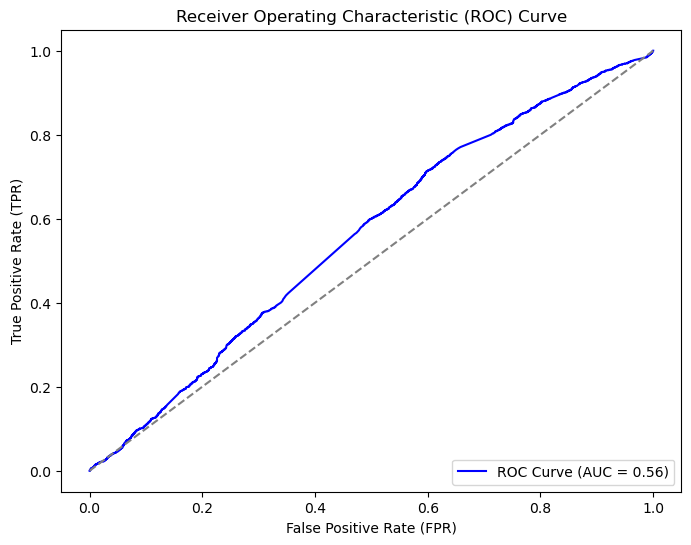 Receiver Operating Characteristic (ROC) Curve
True Positive Rate (TPR)
1.0
0.8
0.6
0.4
0.2
0.0
ROC Curve (AUC = 0.56)
0.0 0.2 0.4 0.6 0.8 1.0
False Positive Rate (FPR)